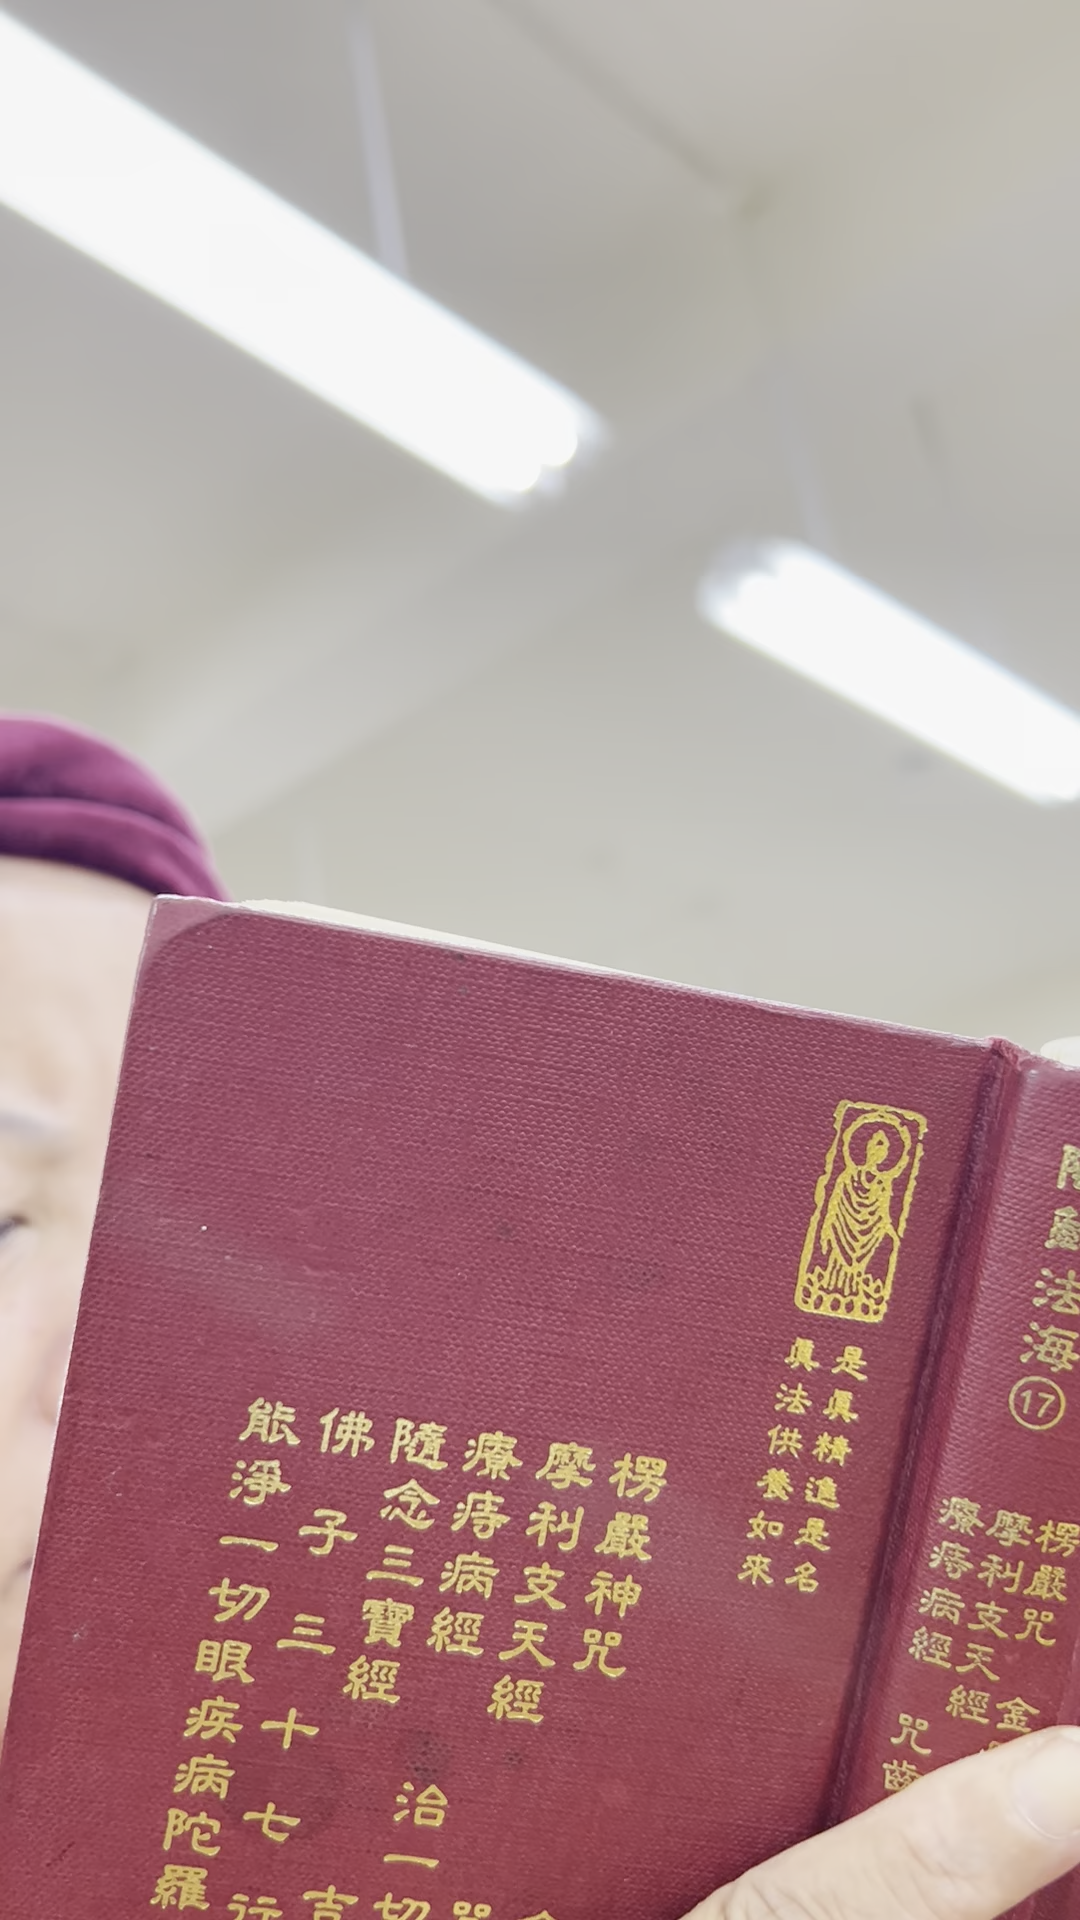 是真精進是名
真法供養如來
楞嚴神咒
摩利支天經
療痔病經
隨念三寶經
治一切
佛子三十七
吉
能淨一切眼疾病陀羅
法海
17
楞嚴咒
摩利支天經
療痔病經
金
咒